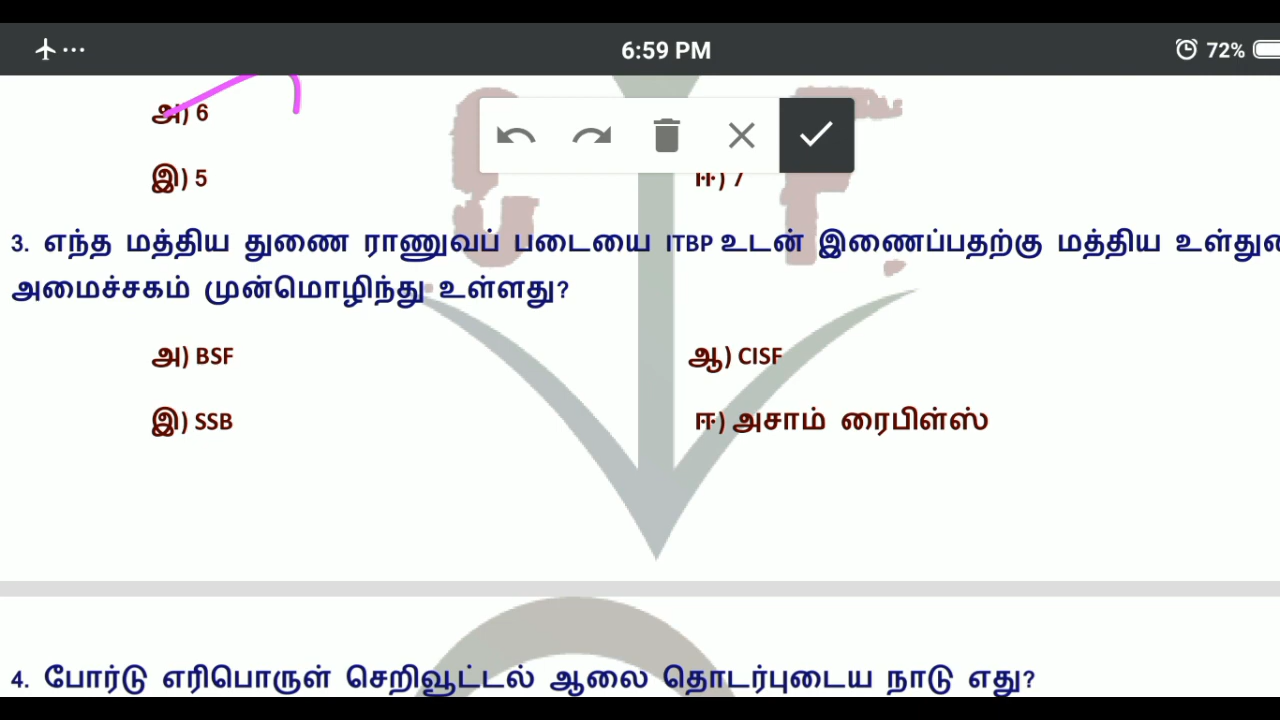 6:59 PM
72%
அ) 6
இ) 5
ஈ) 7
3. எந்த மத்திய துணை ராணுவப் படையை ITBP உடன் இணைப்பதற்கு மத்திய
அமைச்சகம் முன்மொழிந்து உள்ளது?
அ) BSF
ஆ) CISF
இ) SSB
ஈ) அசாம் ரைபிள்ஸ்
4. போர்டு எரிபொருள் செறிவூட்டல் ஆலை தொடர்புடைய நாடு எது?